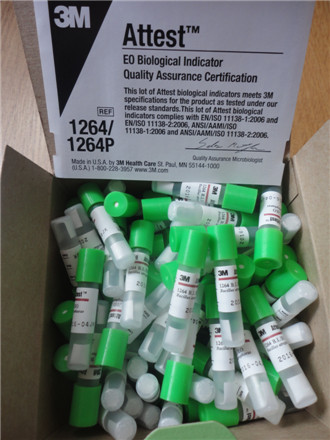 3M
Attest™
EO Biological Indicator
Quality Assurance Certification
This lot of Attest biological indicators meets 3M
specifications for the product as tested under our
release standards. This lot of Attest biological
indicators complies with EN/ISO 11138-1:2006 and
EN/ISO 11138-2:2006, ANSI/AAMI/ISO
11138-1:2006 and ANSI/AAMI/ISO 11138-2:2006.
Quality Assurance Microbiologist
REF
1264/
1264P
Made in U.S.A. by 3M Health Care St. Paul, MN 55144-1000
(U.S.A.) 1-800-228-3957 www.3M.com
3M
3M
1264
3M
1264
3M
Attest